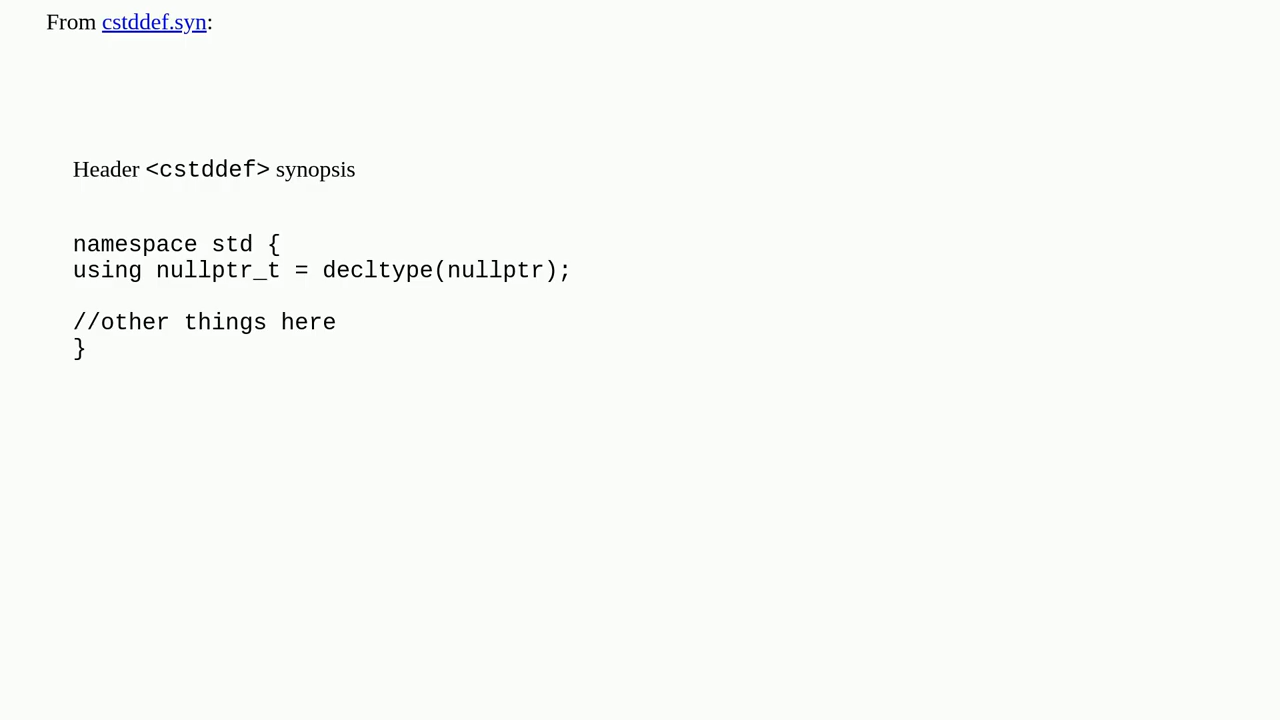 From cstddef.syn:
Header <cstddef> synopsis
namespace std {
using nullptr_t = decltype(nullptr);
//other things here
}